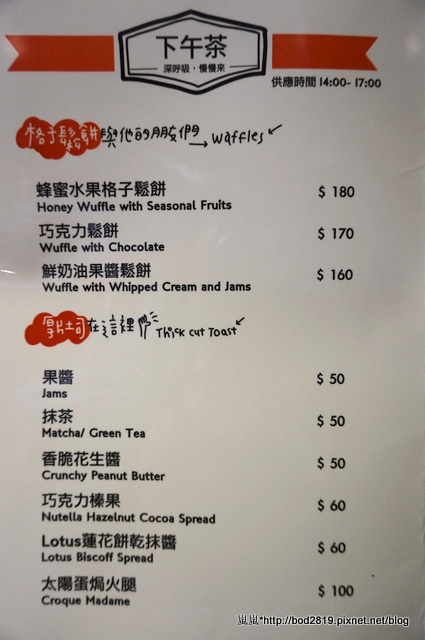 下午茶
深呼吸・慢慢來
供應時間 14:00- 17:00
格子鬆餅與他的朋友們→ Waffles
蜂蜜水果格子鬆餅 $ 180
Honey Wuffle with Seasonal Fruits
巧克力鬆餅 $ 170
Wuffle with Chocolate
鮮奶油果醬鬆餅 $ 160
Wuffle with Whipped Cream and Jams
厚片土司在這裡 Thick cut Toast
果醬 $ 50
Jams
抹茶 $ 50
Matcha/ Green Tea
香脆花生醬 $ 50
Crunchy Peanut Butter
巧克力榛果 $ 60
Nutella Hazelnut Cocoa Spread
Lotus蓮花餅乾抹醬 $ 60
Lotus Biscoff Spread
太陽蛋焗火腿 $ 100
Croque Madame
嵐嵐*http://bod2819.pixnet.net/blog